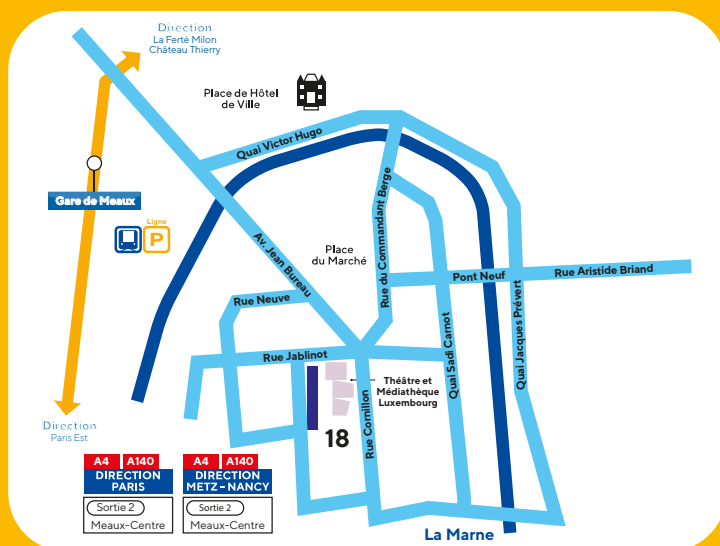 Direction
La Ferté Milon
Château Thierry
Place de Hôtel
de Ville
Quai Victor Hugo
Gare de Meaux
Ligne
P
Av. Jean Bureau
Place
du Marché
Rue du Commandant Berge
Pont Neuf
Rue Aristide Briand
Rue Neuve
Rue Jablinot
Quai Sadi Carnot
Quai Jacques Prévert
Théâtre et
Médiathèque
Luxembourg
Rue Cornillon
18
Direction
Paris Est
A4 A140
DIRECTION
PARIS
Sortie 2
Meaux-Centre
A4 A140
DIRECTION
METZ – NANCY
Sortie 2
Meaux-Centre
La Marne